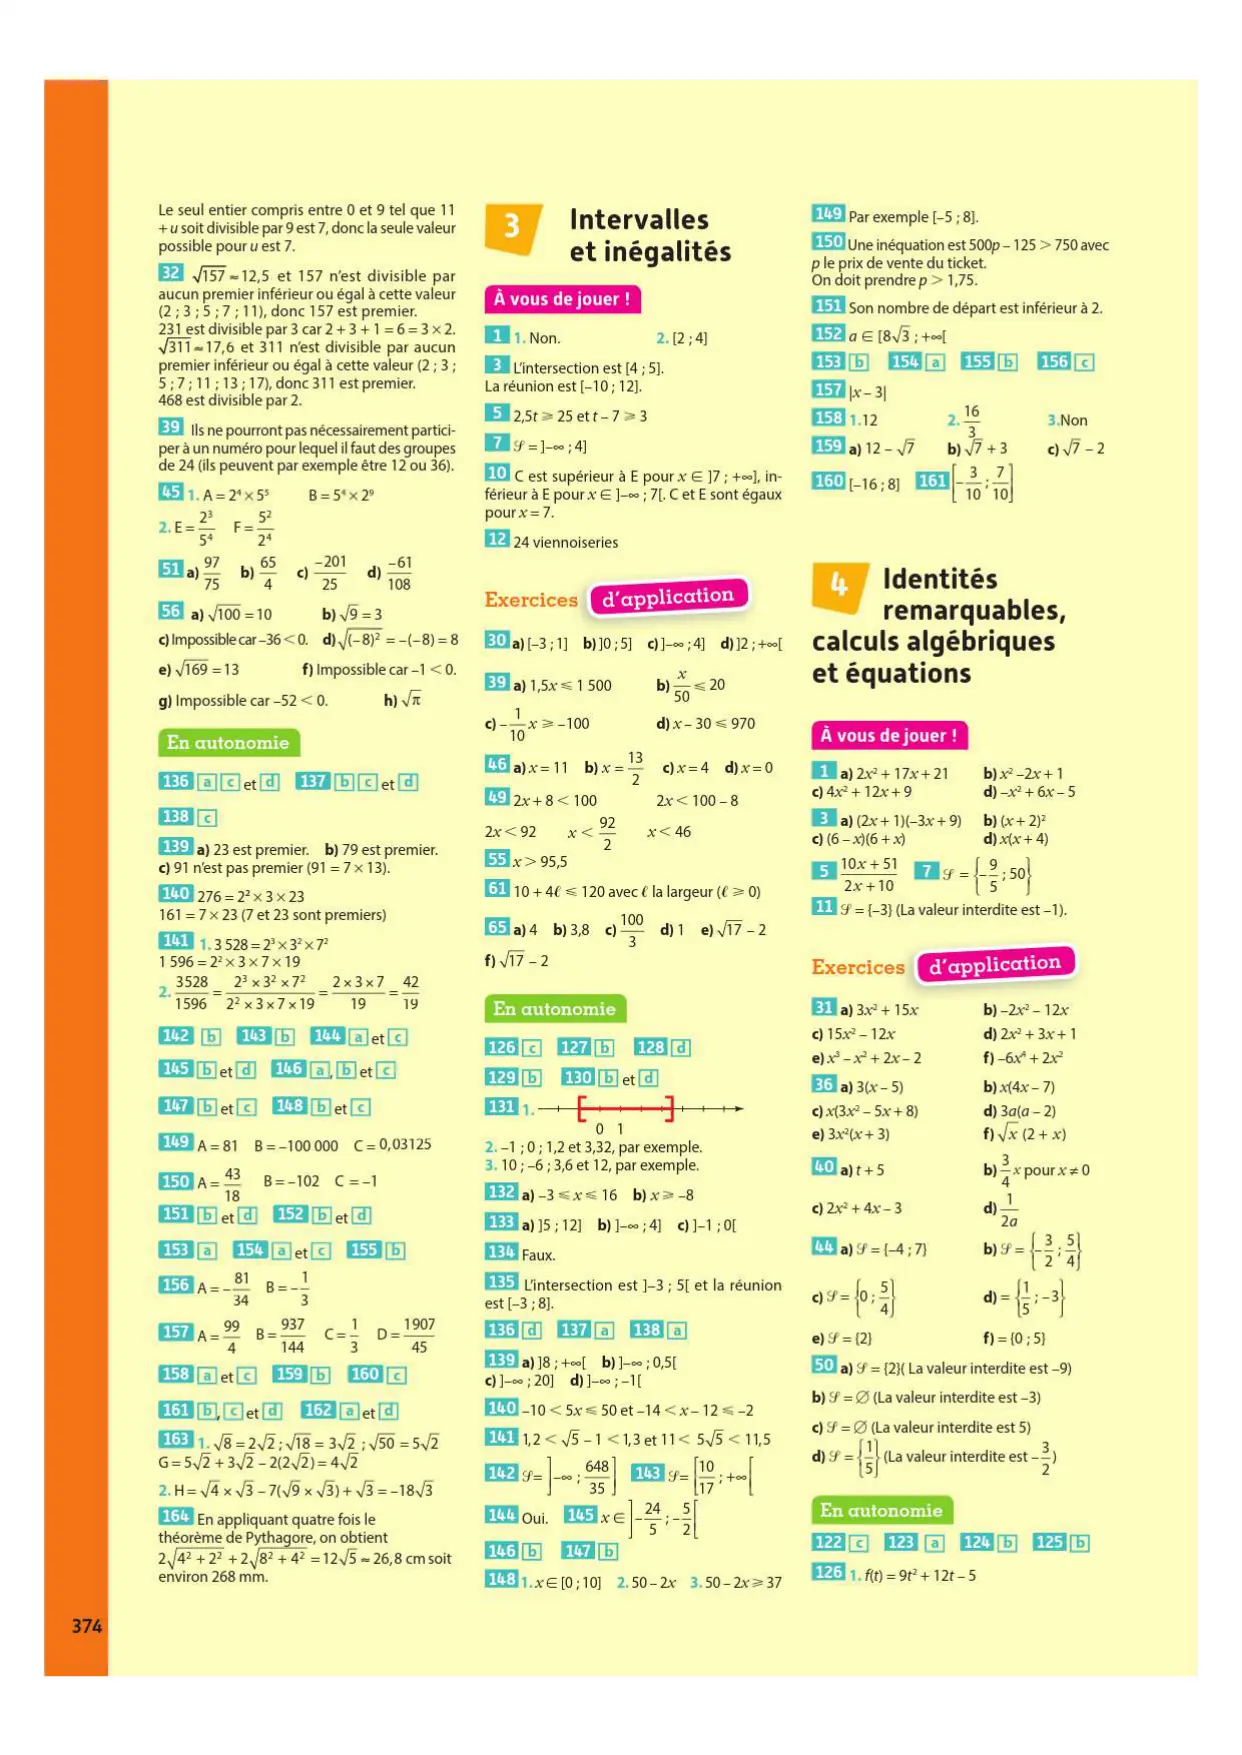 Le seul entier compris entre 0 et 9 tel que 11
+ u soit divisible par 9 est 7, donc la seule valeur
possible pour u est 7.
32 √157 ≈ 12,5 et 157 n’est divisible par
aucun premier inférieur ou égal à cette valeur
(2 ; 3 ; 5 ; 7 ; 11), donc 157 est premier.
231 est divisible par 3 car 2 + 3 + 1 = 6 = 3 × 2.
√311 ≈ 17,6 et 311 n’est divisible par aucun
premier inférieur ou égal à cette valeur (2 ; 3 ;
5 ; 7 ; 11 ; 13 ; 17), donc 311 est premier.
468 est divisible par 2.
39 Ils ne pourront pas nécessairement partici-
per à un numéro pour lequel il faut des groupes
de 24 (ils peuvent par exemple être 12 ou 36).
45 1. A = 2⁴ × 5⁵ B = 5⁴ × 2⁹
2. E = 2³/5⁴ F = 5²/2⁴
51 a) 97/75 b) 65/4 c) –201/25 d) –61/108
56 a) √100 = 10 b) √9 = 3
c) Impossible car –36 < 0. d) √(–8)² = –(–8) = 8
e) √169 = 13 f) Impossible car –1 < 0.
g) Impossible car –52 < 0. h) √π
En autonomie
136 a c et d 137 b c et d
138 c
139 a) 23 est premier. b) 79 est premier.
c) 91 n’est pas premier (91 = 7 × 13).
140 276 = 2² × 3 × 23
161 = 7 × 23 (7 et 23 sont premiers)
141 1. 3 528 = 2³ × 3² × 7²
1 596 = 2² × 3 × 7 × 19
2. 3528/1596 = 2³ × 3² × 7²/2² × 3 × 7 × 19 = 2 × 3 × 7/19 = 42/19
142 b 143 b 144 a et c
145 b et d 146 a, b et c
147 b et c 148 b et c
149 A = 81 B = –100 000 C = 0,03125
150 A = 43/18 B = –102 C = –1
151 b et d 152 b et d
153 a 154 a et c 155 b
156 A = – 81/34 B = – 1/3
157 A = 99/4 B = 937/144 C = 1/3 D = 1907/45
158 a et c 159 b 160 c
161 b, c et d 162 a et d
163 1. √8 = 2√2 ; √18 = 3√2 ; √50 = 5√2
G = 5√2 + 3√2 – 2(2√2) = 4√2
2. H = √4 × √3 – 7(√9 × √3) + √3 = –18√3
164 En appliquant quatre fois le
théorème de Pythagore, on obtient
2√4² + 2² + 2√8² + 4² = 12√5 ≈ 26,8 cm soit
environ 268 mm.
374
3 Intervalles
et inégalités
À vous de jouer !
1 1. Non. 2. [2 ; 4]
3 L’intersection est [4 ; 5].
La réunion est [–10 ; 12].
5 2,5t ⩾ 25 et t – 7 ⩾ 3
7 𝒮 = ]–∞ ; 4]
10 C est supérieur à E pour x ∈ ]7 ; +∞], in-
férieur à E pour x ∈ ]–∞ ; 7[. C et E sont égaux
pour x = 7.
12 24 viennoiseries
Exercices d’application
30 a) [–3 ; 1] b) ]0 ; 5] c) ]–∞ ; 4] d) ]2 ; +∞[
39 a) 1,5x ⩽ 1 500 b) x/50 ⩽ 20
c) – 1/10 x ⩾ –100 d) x – 30 ⩽ 970
46 a) x = 11 b) x = 13/2 c) x = 4 d) x = 0
49 2x + 8 < 100 2x < 100 – 8
2x < 92 x < 92/2 x < 46
55 x > 95,5
61 10 + 4ℓ ⩽ 120 avec ℓ la largeur (ℓ ⩾ 0)
65 a) 4 b) 3,8 c) 100/3 d) 1 e) √17 – 2
f) √17 – 2
En autonomie
126 c 127 b 128 d
129 b 130 b et d
131 1.
0 1
2. –1 ; 0 ; 1,2 et 3,32, par exemple.
3. 10 ; –6 ; 3,6 et 12, par exemple.
132 a) –3 ⩽ x ⩽ 16 b) x ⩾ –8
133 a) ]5 ; 12] b) ]–∞ ; 4] c) ]–1 ; 0[
134 Faux.
135 L’intersection est ]–3 ; 5[ et la réunion
est [–3 ; 8].
136 d 137 a 138 a
139 a) ]8 ; +∞[ b) ]–∞ ; 0,5[
c) ]–∞ ; 20] d) ]–∞ ; –1[
140 –10 < 5x ⩽ 50 et –14 < x – 12 ⩽ –2
141 1,2 < √5 – 1 < 1,3 et 11 < 5√5 < 11,5
142 𝒮 = ]–∞ ; 648/35] 143 𝒮 = [10/17 ; +∞[
144 Oui. 145 x ∈ ]– 24/5 ; – 5/2[
146 b 147 b
148 1. x ∈ [0 ; 10] 2. 50 – 2x 3. 50 – 2x ⩾ 37
149 Par exemple [–5 ; 8].
150 Une inéquation est 500p – 125 > 750 avec
p le prix de vente du ticket.
On doit prendre p > 1,75.
151 Son nombre de départ est inférieur à 2.
152 a ∈ [8√3 ; +∞[
153 b 154 a 155 b 156 c
157 |x – 3|
158 1. 12 2. 16/3 3. Non
159 a) 12 – √7 b) √7 + 3 c) √7 – 2
160 [–16 ; 8] 161 [– 3/10 ; 7/10]
4 Identités
remarquables,
calculs algébriques
et équations
À vous de jouer !
1 a) 2x² + 17x + 21 b) x² –2x + 1
c) 4x² + 12x + 9 d) –x² + 6x – 5
3 a) (2x + 1)(–3x + 9) b) (x + 2)²
c) (6 – x)(6 + x) d) x(x + 4)
5 10x + 51/2x + 10 7 𝒮 = {– 9/5 ; 50}
11 𝒮 = {–3} (La valeur interdite est –1).
Exercices d’application
31 a) 3x² + 15x b) –2x² – 12x
c) 15x² – 12x d) 2x² + 3x + 1
e) x³ – x² + 2x – 2 f) –6x⁴ + 2x²
36 a) 3(x – 5) b) x(4x – 7)
c) x(3x² – 5x + 8) d) 3a(a – 2)
e) 3x²(x + 3) f) √x (2 + x)
40 a) t + 5 b) 3/4 x pour x ≠ 0
c) 2x² + 4x – 3 d) 1/2a
44 a) 𝒮 = {–4 ; 7} b) 𝒮 = {– 3/2 ; 5/4}
c) 𝒮 = {0 ; 5/4} d) = {1/5 ; –3}
e) 𝒮 = {2} f) = {0 ; 5}
50 a) 𝒮 = {2}( La valeur interdite est –9)
b) 𝒮 = ∅ (La valeur interdite est –3)
c) 𝒮 = ∅ (La valeur interdite est 5)
d) 𝒮 = {1/5} (La valeur interdite est – 3/2)
En autonomie
122 c 123 a 124 b 125 b
126 1. f(t) = 9t² + 12t – 5